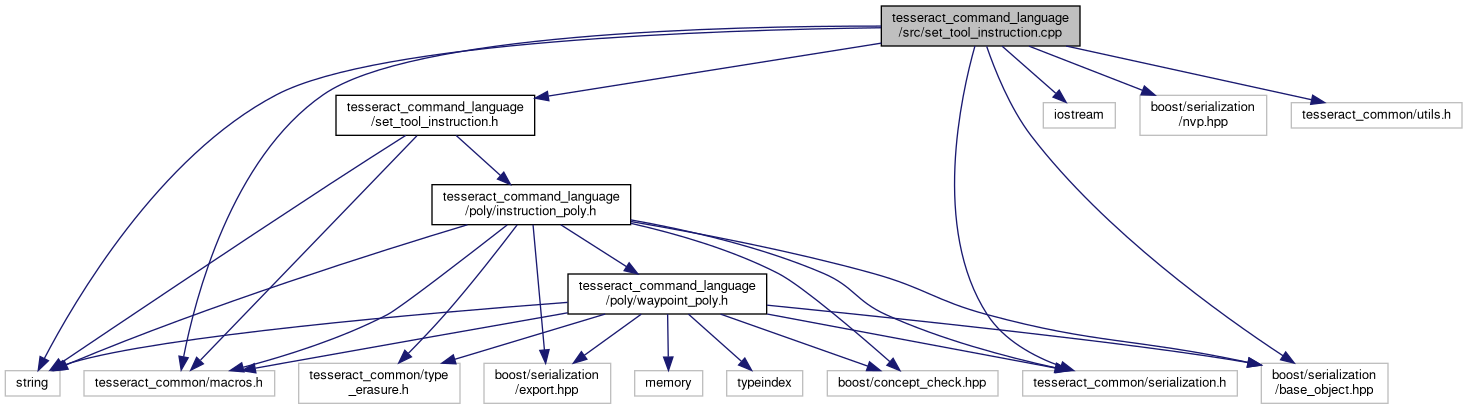 tesseract_command_language
/src/set_tool_instruction.cpp
tesseract_command_language
/set_tool_instruction.h
iostream
boost/serialization
/nvp.hpp
tesseract_common/utils.h
tesseract_command_language
/poly/instruction_poly.h
tesseract_command_language
/poly/waypoint_poly.h
string
tesseract_common/macros.h
tesseract_common/type
_erasure.h
boost/serialization
/export.hpp
memory
typeindex
boost/concept_check.hpp
tesseract_common/serialization.h
boost/serialization
/base_object.hpp